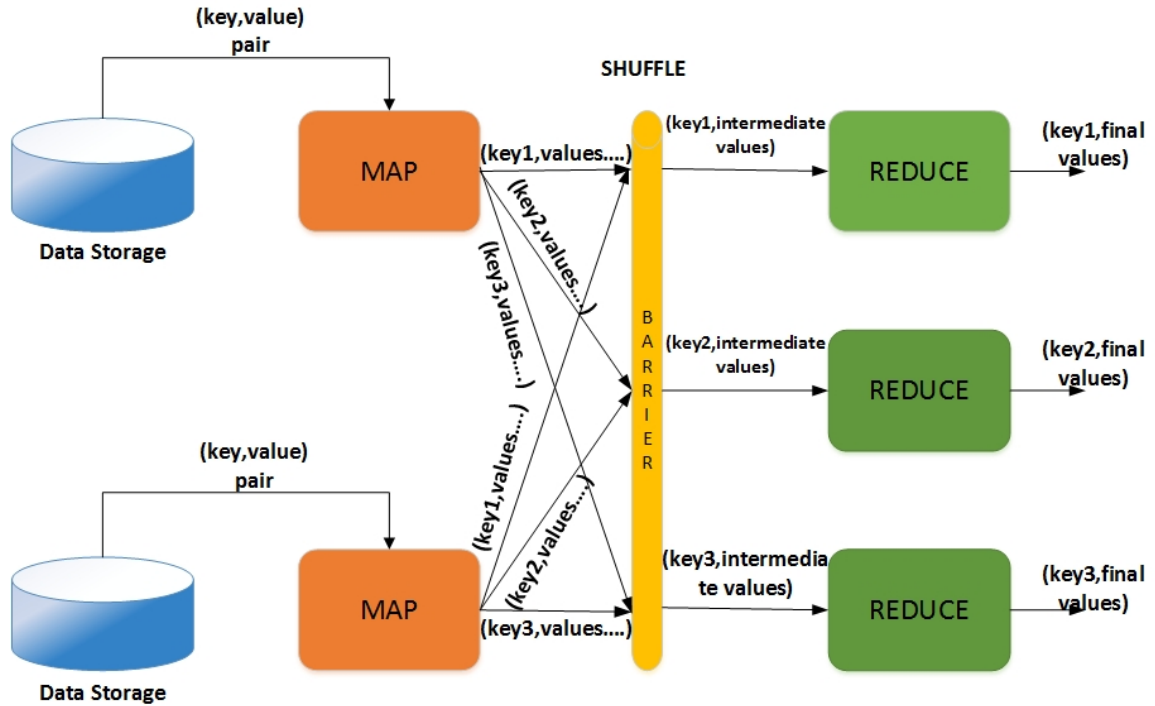 (key,value)
pair
SHUFFLE
Data Storage
MAP
(key1,values....)
(key2,values....)
(key3,values....)
(key1,intermediate
values)
REDUCE
(key1,final
values)
B
A
R
R
I
E
R
(key2,intermediate
values)
REDUCE
(key2,final
values)
(key,value)
pair
Data Storage
MAP
(key1,values....)
(key2,values....)
(key3,values....)
(key3,intermedia
te values)
REDUCE
(key3,final
values)